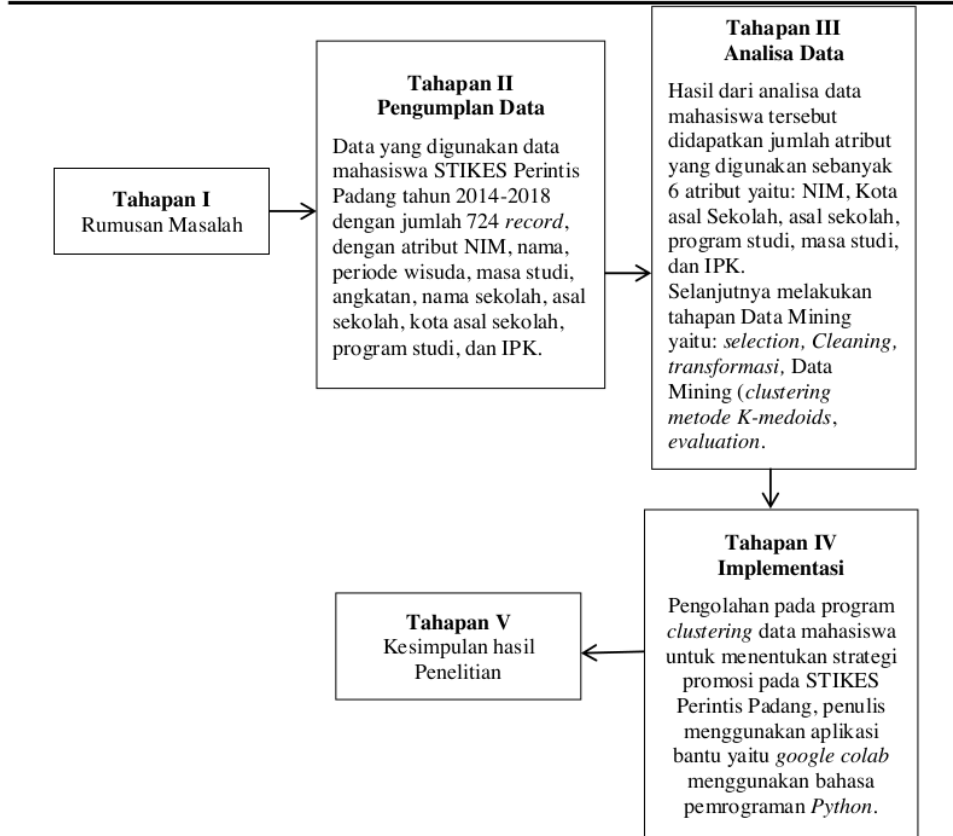 Tahapan I
Rumusan Masalah
Tahapan II
Pengumplan Data
Data yang digunakan data
mahasiswa STIKES Perintis
Padang tahun 2014-2018
dengan jumlah 724 record,
dengan atribut NIM, nama,
periode wisuda, masa studi,
angkatan, nama sekolah, asal
sekolah, kota asal sekolah,
program studi, dan IPK.
Tahapan III
Analisa Data
Hasil dari analisa data
mahasiswa tersebut
didapatkan jumlah atribut
yang digunakan sebanyak
6 atribut yaitu: NIM, Kota
asal Sekolah, asal sekolah,
program studi, masa studi,
dan IPK.
Selanjutnya melakukan
tahapan Data Mining
yaitu: selection, Cleaning,
transformasi, Data
Mining (clustering
metode K-medoids,
evaluation.
Tahapan IV
Implementasi
Pengolahan pada program
clustering data mahasiswa
untuk menentukan strategi
promosi pada STIKES
Perintis Padang, penulis
menggunakan aplikasi
bantu yaitu google colab
menggunakan bahasa
pemrograman Python.
Tahapan V
Kesimpulan hasil
Penelitian